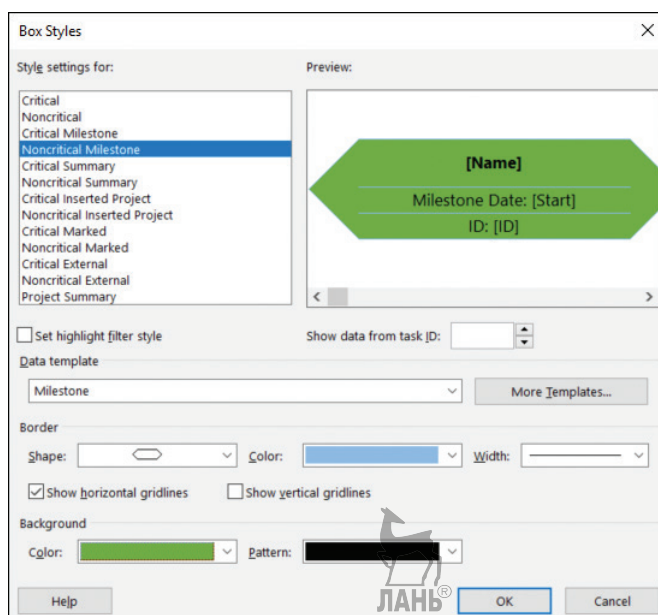 Box Styles
Style settings for:
Preview:
Critical
Noncritical
Critical Milestone
Noncritical Milestone
Critical Summary
Noncritical Summary
Critical Inserted Project
Noncritical Inserted Project
Critical Marked
Noncritical Marked
Critical External
Noncritical External
Project Summary
[Name]
Milestone Date: [Start]
ID: [ID]
Set highlight filter style
Show data from task ID:
Data template
Milestone
More Templates...
Border
Shape:
Color:
Width:
Show horizontal gridlines
Show vertical gridlines
Background
Color:
Pattern:
ЛАНЬ®
Help
OK
Cancel